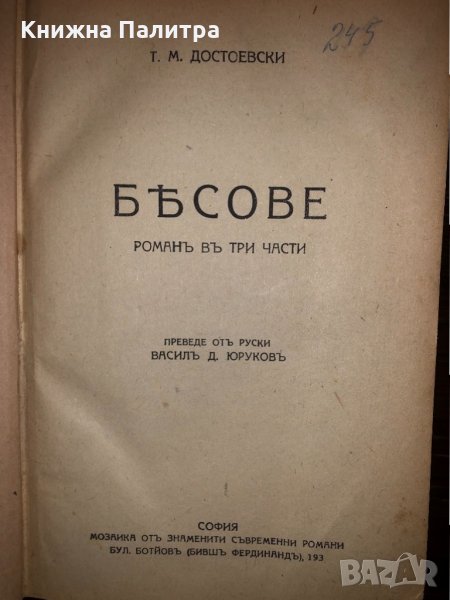 Книжна Палитра
245
Т. М. ДОСТОЕВСКИ
БѢСОВЕ
РОМАНЪ ВЪ ТРИ ЧАСТИ
ПРЕВЕДЕ ОТЪ РУСКИ
ВАСИЛЪ Д. ЮРУКОВЪ
СОФИЯ
МОЗАИКА ОТЪ ЗНАМЕНИТИ СЪВРЕМЕННИ РОМАНИ
БУЛ. БОТЙОВЪ (БИВШЪ ФЕРДИНАНДЪ), 193
BAZAR